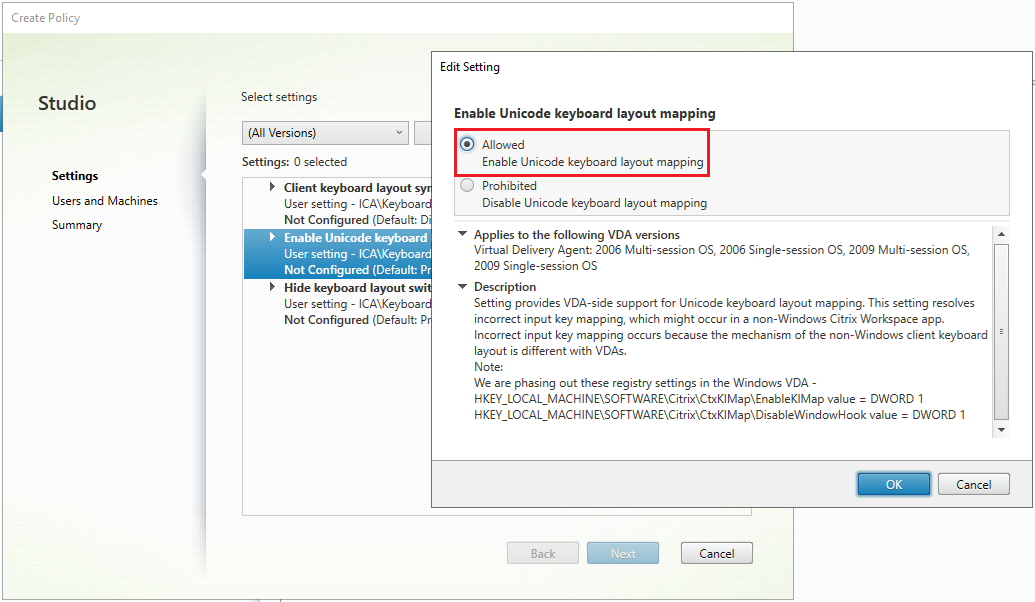 Create Policy
Studio
Settings
Users and Machines
Summary
Select settings
(All Versions)
Settings: 0 selected
Client keyboard layout syn
User setting - ICA\Keyboard
Not Configured (Default: Di
Enable Unicode keyboard
User setting - ICA\Keyboard
Not Configured (Default: Pr
Hide keyboard layout swit
User setting - ICA\Keyboard
Not Configured (Default: Pr
Back
Next
Cancel
Edit Setting
Enable Unicode keyboard layout mapping
Allowed
Enable Unicode keyboard layout mapping
Prohibited
Disable Unicode keyboard layout mapping
Applies to the following VDA versions
Virtual Delivery Agent: 2006 Multi-session OS, 2006 Single-session OS, 2009 Multi-session OS,
2009 Single-session OS
Description
Setting provides VDA-side support for Unicode keyboard layout mapping. This setting resolves
incorrect input key mapping, which might occur in a non-Windows Citrix Workspace app.
Incorrect input key mapping occurs because the mechanism of the non-Windows client keyboard
layout is different with VDAs.
Note:
We are phasing out these registry settings in the Windows VDA -
HKEY_LOCAL_MACHINE\SOFTWARE\Citrix\CtxKlMap\EnableKlMap value = DWORD 1
HKEY_LOCAL_MACHINE\SOFTWARE\Citrix\CtxKlMap\DisableWindowHook value = DWORD 1
OK
Cancel